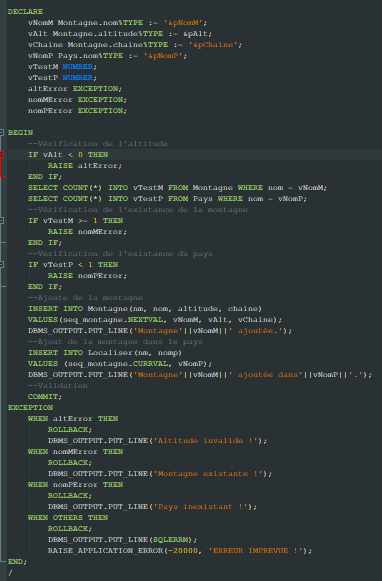 DECLARE
vNomM Montagne.nom%TYPE := '&pNomM';
vAlt Montagne.altitude%TYPE := &pAlt;
vChaine Montagne.chaine%TYPE := '&pChaine';
vNomP Pays.nom%TYPE := '&pNomP';
vTestM NUMBER;
vTestP NUMBER;
altError EXCEPTION;
nomMError EXCEPTION;
nomPError EXCEPTION;
BEGIN
--Vérification de l'altitude
IF vAlt < 0 THEN
RAISE altError;
END IF;
SELECT COUNT(*) INTO vTestM FROM Montagne WHERE nom = vNomM;
SELECT COUNT(*) INTO vTestP FROM Pays WHERE nom = vNomP;
--Vérification de l'existance de la montagne
IF vTestM >= 1 THEN
RAISE nomMError;
END IF;
--Verification de l'existance du pays
IF vTestP < 1 THEN
RAISE nomPError;
END IF;
--Ajoute de la montagne
INSERT INTO Montagne(nm, nom, altitude, chaine)
VALUES(seq_montagne.NEXTVAL, vNomM, vAlt, vChaine);
DBMS_OUTPUT.PUT_LINE('Montagne'||vNomM||' ajoutée.');
--Ajout de la montagne dans le pays
INSERT INTO Localiser(nm, nomp)
VALUES (seq_montagne.CURRVAL, vNomP);
DBMS_OUTPUT.PUT_LINE('Montagne'||vNomM||' ajoutée dans'||vNomP||'.');
--Validation
COMMIT;
EXCEPTION
WHEN altError THEN
ROLLBACK;
DBMS_OUTPUT.PUT_LINE('Altitude invalide !');
WHEN nomMError THEN
ROLLBACK;
DBMS_OUTPUT.PUT_LINE('Montagne existante !');
WHEN nomPError THEN
ROLLBACK;
DBMS_OUTPUT.PUT_LINE('Pays inexistant !');
WHEN OTHERS THEN
ROLLBACK;
DBMS_OUTPUT.PUT_LINE(SQLERRM);
RAISE_APPLICATION_ERROR(-20000, 'ERREUR IMPREVUE !');
END;
/